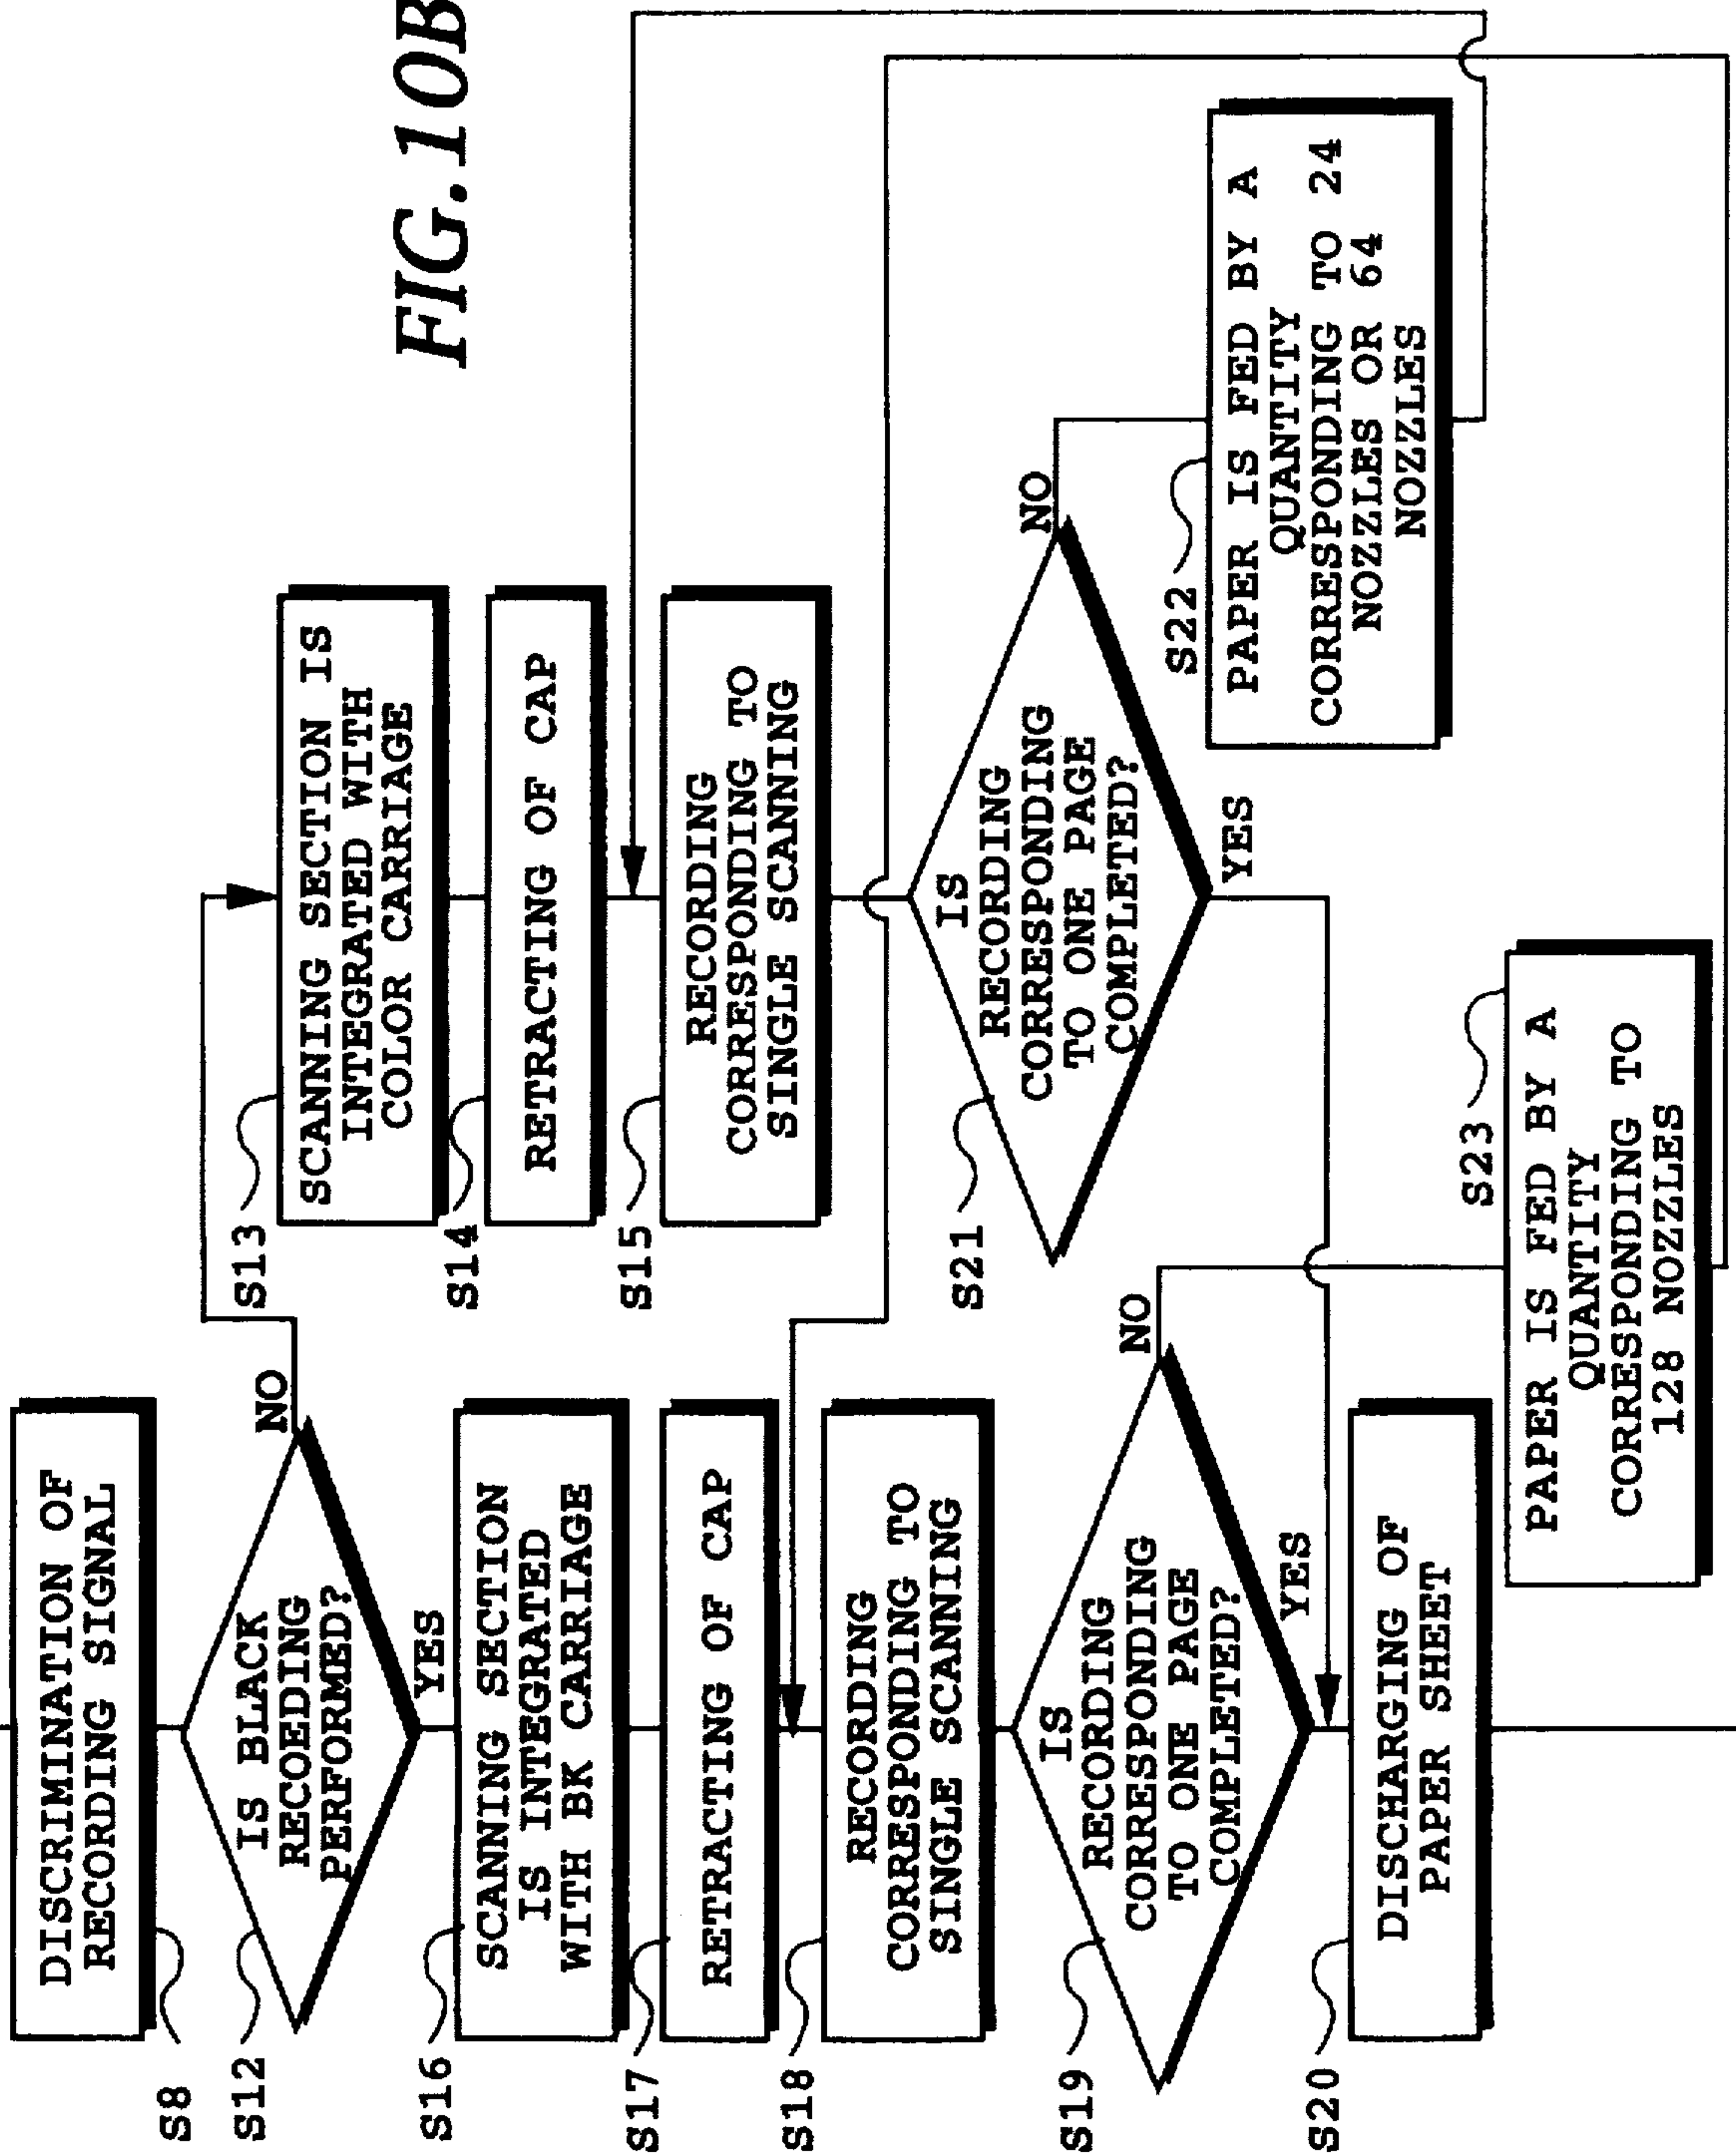 FIG.10B
S8
DISCRIMINATION OF
RECORDING SIGNAL
S12
IS BLACK
RECOEDING
PERFORMED?
NO
YES
S16
SCANNING SECTION
IS INTEGRATED
WITH BK CARRIAGE
S17
RETRACTING OF CAP
S18
RECORDING
CORRESPONDING TO
SINGLE SCANNING
S19
IS
RECORDING
CORRESPONDING
TO ONE PAGE
COMPLETED?
NO
YES
S20
DISCHARGING OF
PAPER SHEET
S13
SCANNING SECTION IS
INTEGRATED WITH
COLOR CARRIAGE
S14
RETRACTING OF CAP
S15
RECORDING
CORRESPONDING TO
SINGLE SCANNING
S21
IS
RECORDING
CORRESPONDING
TO ONE PAGE
COMPLETED?
NO
YES
S22
PAPER IS FED BY A
QUANTITY
CORRESPONDING TO 24
NOZZLES OR 64
NOZZLES
S23
PAPER IS FED BY A
QUANTITY
CORRESPONDING TO
128 NOZZLES